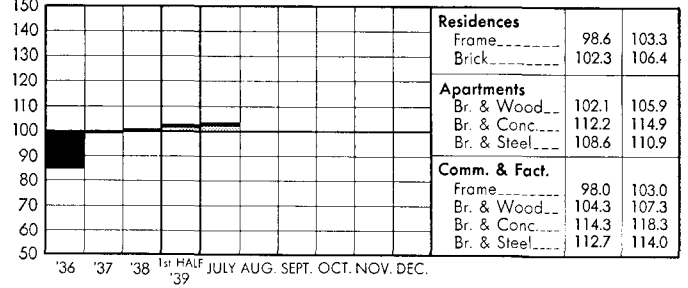 150
140
130
120
110
100
90
80
70
60
50
'36 '37 '38 1st HALF '39 JULY AUG. SEPT. OCT. NOV. DEC.
Residences
Frame 98.6 103.3
Brick 102.3 106.4
Apartments
Br. & Wood 102.1 105.9
Br. & Conc. 112.2 114.9
Br. & Steel 108.6 110.9
Comm. & Fact.
Frame 98.0 103.0
Br. & Wood 104.3 107.3
Br. & Conc. 114.3 118.3
Br. & Steel 112.7 114.0